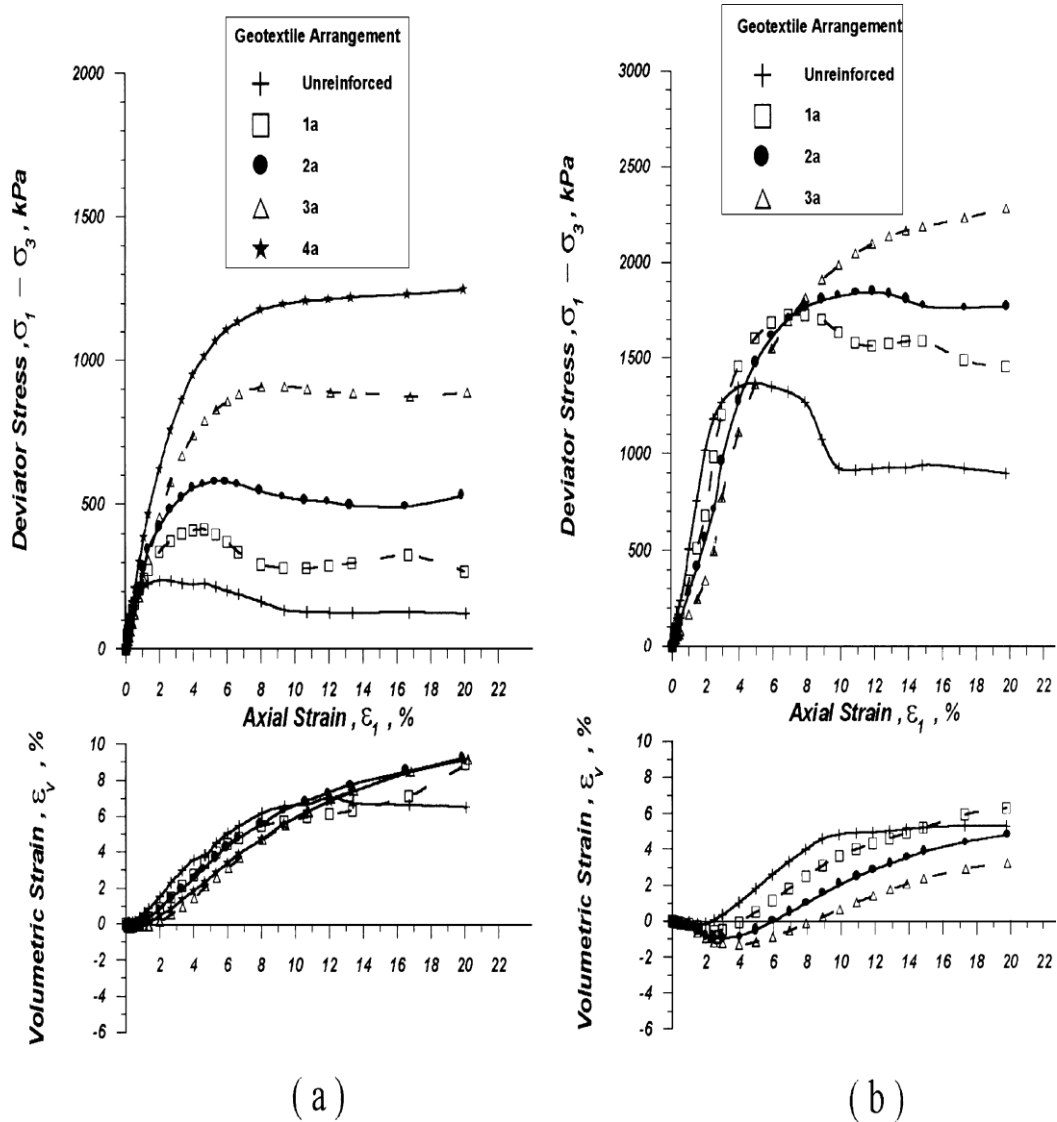 Geotextile Arrangement
Unreinforced
1a
2a
3a
4a
2000
1500
1000
500
0
Deviator Stress , σ1 − σ3 , kPa
0 2 4 6 8 10 12 14 16 18 20 22
Axial Strain , ε1 , %
10
8
6
4
2
0
-2
-4
-6
Volumetric Strain , εv , %
2 4 6 8 10 12 14 16 18 20 22
( a )
Geotextile Arrangement
Unreinforced
1a
2a
3a
3000
2500
2000
1500
1000
500
0
Deviator Stress , σ1 − σ3 , kPa
0 2 4 6 8 10 12 14 16 18 20 22
Axial Strain , ε1 , %
10
8
6
4
2
0
-2
-4
-6
Volumetric Strain , εv , %
2 4 6 8 10 12 14 16 18 20 22
( b )